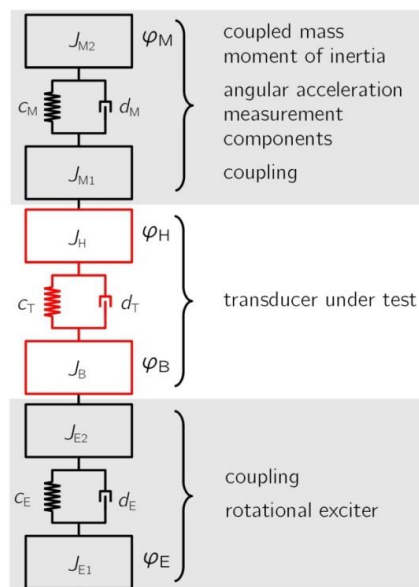 J_M2 φ_M coupled mass
moment of inertia
c_M d_M angular acceleration
measurement
components
J_M1 coupling
J_H φ_H
c_T d_T transducer under test
J_B φ_B
J_E2
coupling
c_E d_E rotational exciter
J_E1 φ_E